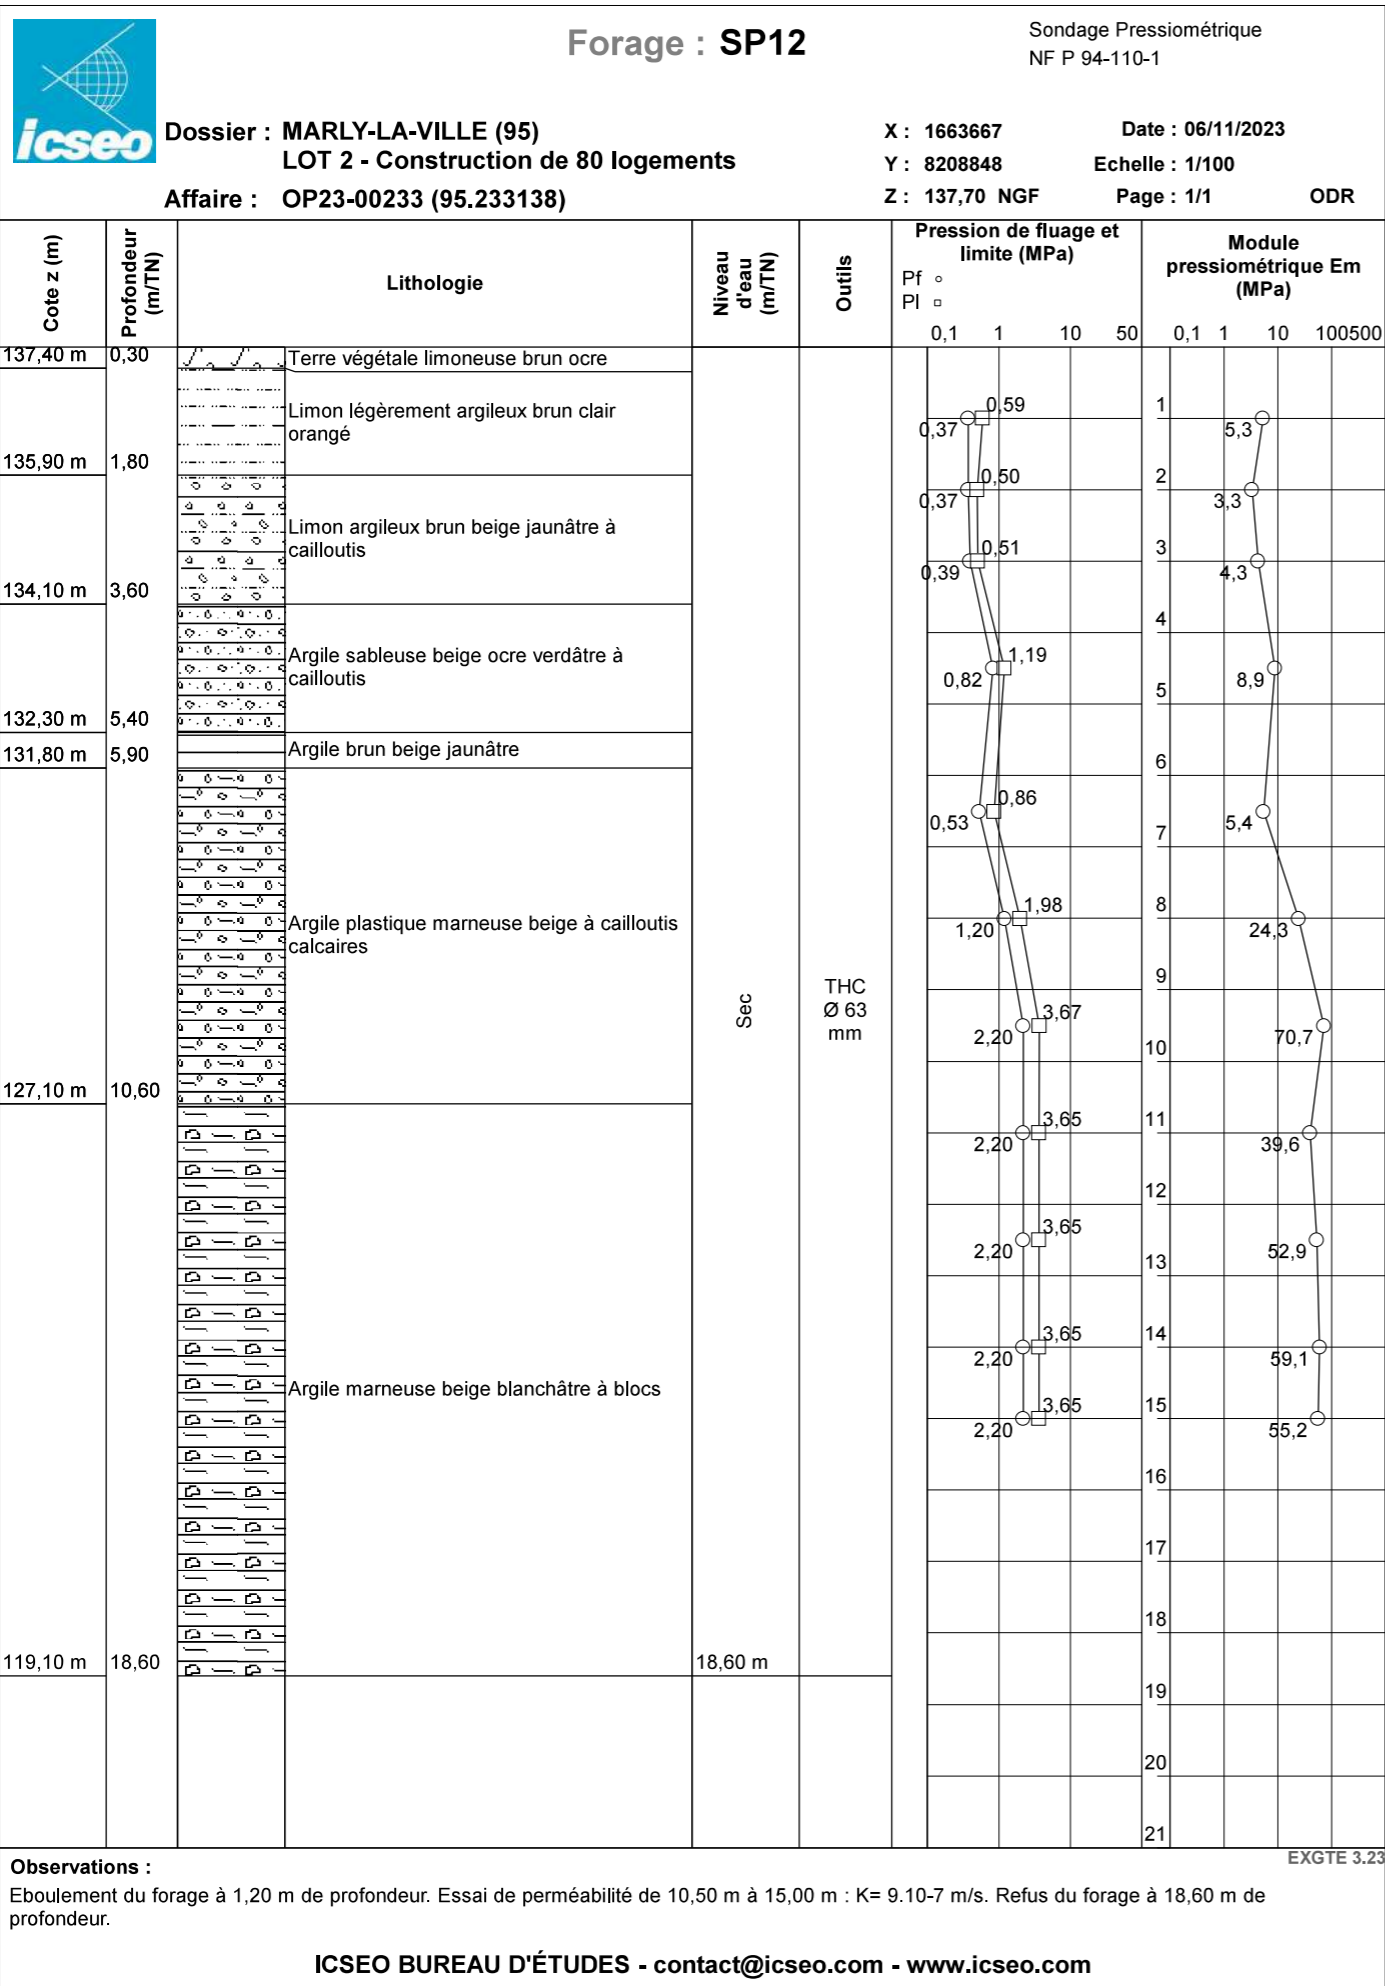 icseo
Forage : SP12
Sondage Pressiométrique
NF P 94-110-1
Dossier : MARLY-LA-VILLE (95)
LOT 2 - Construction de 80 logements
Affaire : OP23-00233 (95.233138)
X : 1663667
Y : 8208848
Z : 137,70 NGF
Date : 06/11/2023
Echelle : 1/100
Page : 1/1
ODR
Cote z (m)
Profondeur
(m/TN)
Lithologie
Niveau
d'eau
(m/TN)
Outils
Pression de fluage et
limite (MPa)
Pf
Pl
0,1 1 10 50
Module
pressiométrique Em
(MPa)
0,1 1 10 100500
137,40 m 0,30
Terre végétale limoneuse brun ocre
Limon légèrement argileux brun clair
orangé
135,90 m 1,80
Limon argileux brun beige jaunâtre à
cailloutis
134,10 m 3,60
Argile sableuse beige ocre verdâtre à
cailloutis
132,30 m 5,40
Argile brun beige jaunâtre
131,80 m 5,90
Argile plastique marneuse beige à cailloutis
calcaires
127,10 m 10,60
Argile marneuse beige blanchâtre à blocs
119,10 m 18,60
Sec
18,60 m
THC
Ø 63
mm
0,59
0,37
0,50
0,37
0,51
0,39
1,19
0,82
0,86
0,53
1,98
1,20
3,67
2,20
3,65
2,20
3,65
2,20
3,65
2,20
3,65
2,20
1
2
3
4
5
6
7
8
9
10
11
12
13
14
15
16
17
18
19
20
21
5,3
3,3
4,3
8,9
5,4
24,3
70,7
39,6
52,9
59,1
55,2
EXGTE 3.23
Observations :
Eboulement du forage à 1,20 m de profondeur. Essai de perméabilité de 10,50 m à 15,00 m : K= 9.10-7 m/s. Refus du forage à 18,60 m de
profondeur.
ICSEO BUREAU D'ÉTUDES - contact@icseo.com - www.icseo.com